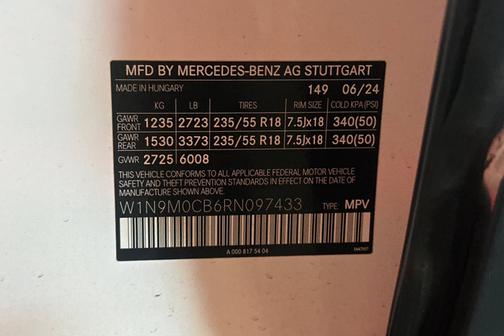 MFD BY MERCEDES-BENZ AG STUTTGART
MADE IN HUNGARY 149 06/24
KG LB TIRES RIM SIZE COLD KPA (PSI)
GAWR FRONT 1235 2723 235/55 R18 7.5Jx18 340(50)
GAWR REAR 1530 3373 235/55 R18 7.5Jx18 340(50)
GVWR 2725 6008
THIS VEHICLE CONFORMS TO ALL APPLICABLE FEDERAL MOTOR
VEHICLE SAFETY STANDARDS IN EFFECT ON THE DATE OF
MANUFACTURE SHOWN ABOVE.
W1N9M0CB6RN097433 TYPE: MPV
A 000 817 54 04